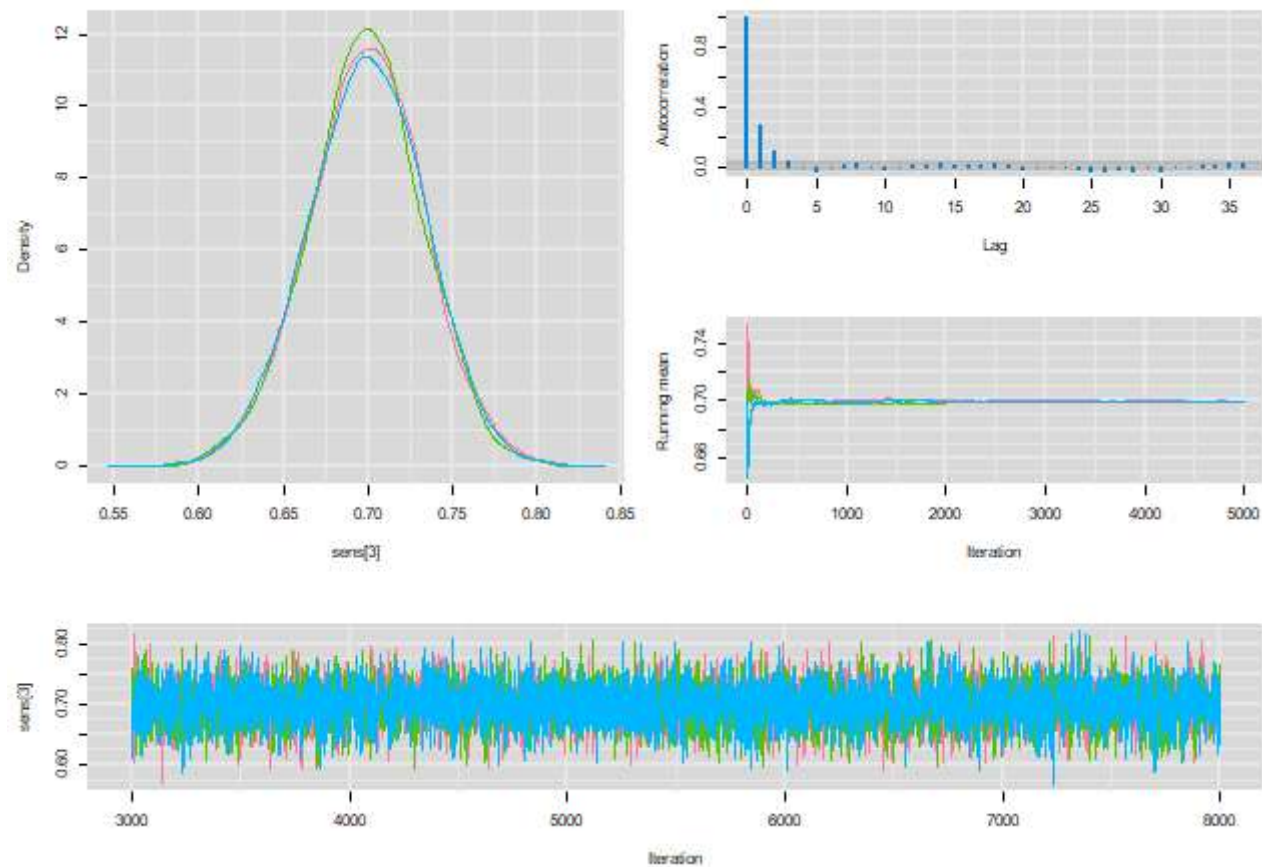 12
10
8
6
4
2
0
Density
0.55 0.60 0.65 0.70 0.75 0.80 0.85
sens[3]
0.8
0.4
0.0
Autocorrelation
0 5 10 15 20 25 30 35
Lag
0.74
0.70
0.66
Running mean
0 1000 2000 3000 4000 5000
Iteration
0.80
0.70
0.60
sens[3]
3000 4000 5000 6000 7000 8000
Iteration